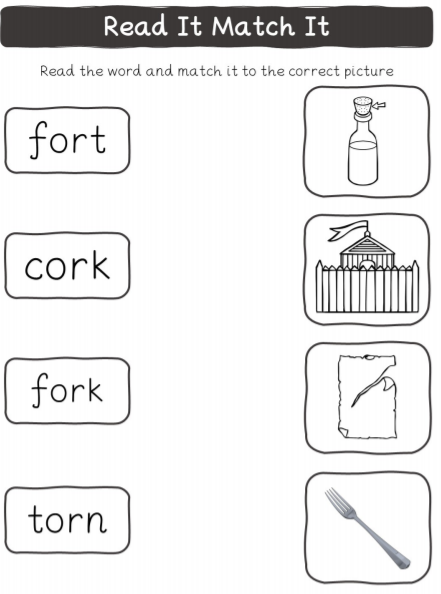 Read It Match It
Read the word and match it to the correct picture
fort
cork
fork
torn